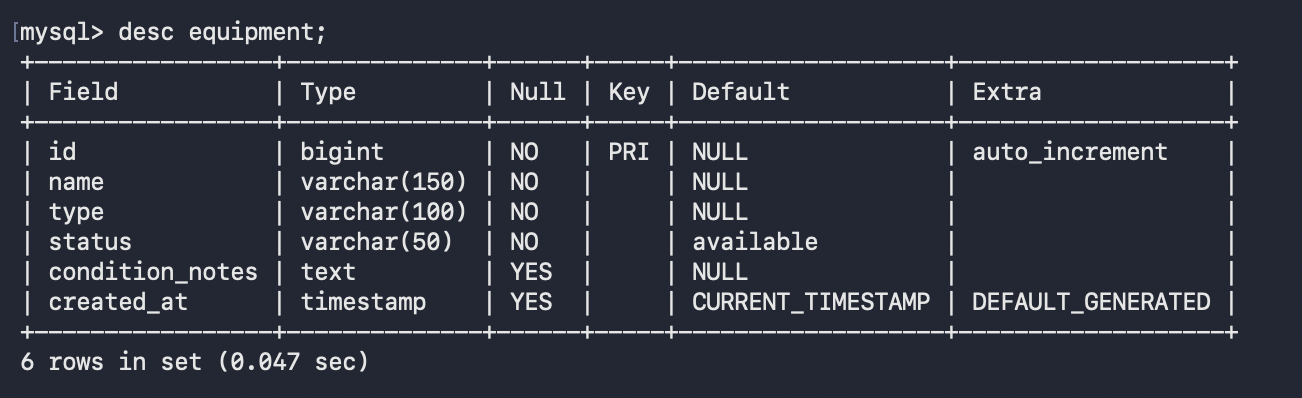 [mysql> desc equipment;
+-----------------+--------------+------+-----+-------------------+-------------------+
| Field           | Type         | Null | Key | Default           | Extra             |
+-----------------+--------------+------+-----+-------------------+-------------------+
| id              | bigint       | NO   | PRI | NULL              | auto_increment    |
| name            | varchar(150) | NO   |     | NULL              |                   |
| type            | varchar(100) | NO   |     | NULL              |                   |
| status          | varchar(50)  | NO   |     | available         |                   |
| condition_notes | text         | YES  |     | NULL              |                   |
| created_at      | timestamp    | YES  |     | CURRENT_TIMESTAMP | DEFAULT_GENERATED |
+-----------------+--------------+------+-----+-------------------+-------------------+
6 rows in set (0.047 sec)